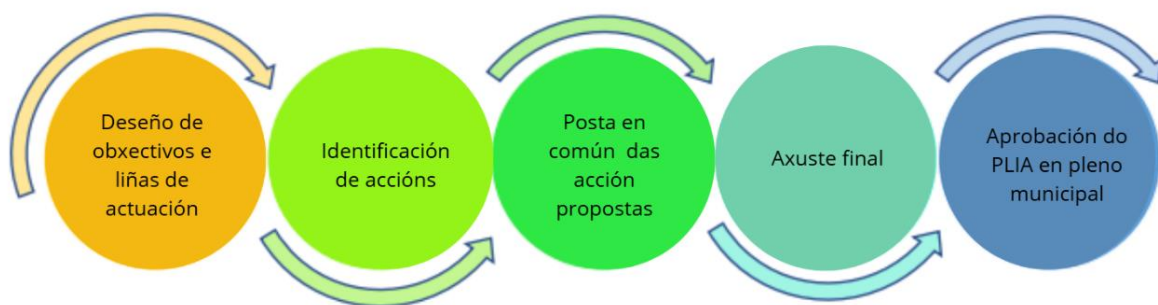 Deseño de
obxectivos e
liñas de
actuación
Identificación
de accións
Posta en
común das
acción
propostas
Axuste final
Aprobación do
PLIA en pleno
municipal